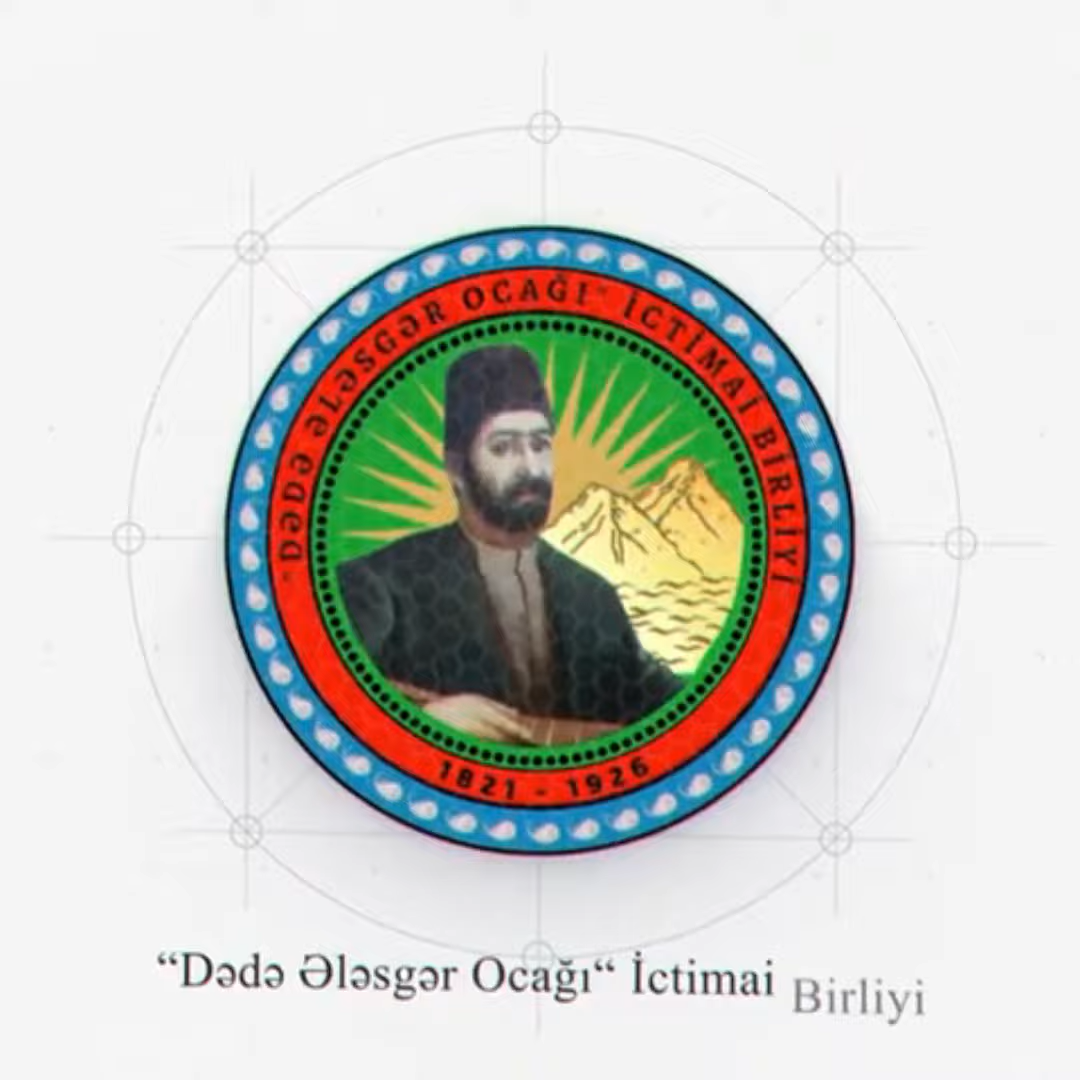 "DƏDƏ ƏLƏSGƏR OCAĞI" İCTİMAİ BİRLİYİ
1821 - 1926
“Dədə Ələsgər Ocağı“ İctimai Birliyi